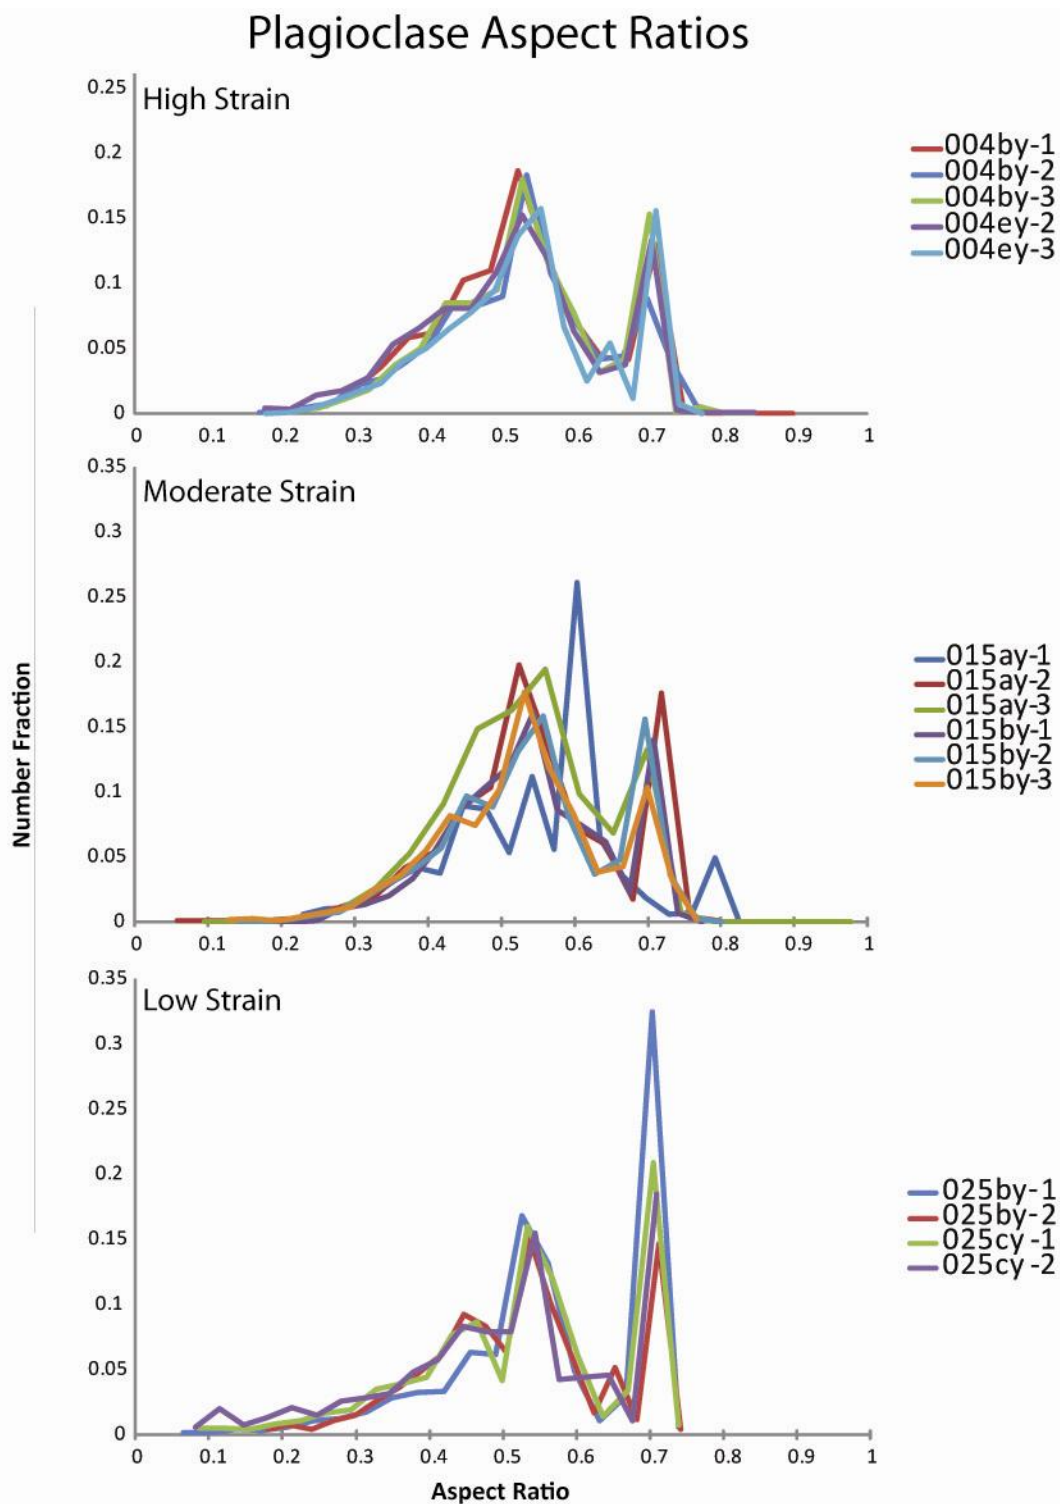 Plagioclase Aspect Ratios
High Strain
0.25
0.2
0.15
0.1
0.05
0
0 0.1 0.2 0.3 0.4 0.5 0.6 0.7 0.8 0.9 1
004by-1
004by-2
004by-3
004ey-2
004ey-3
Moderate Strain
0.35
0.3
0.25
0.2
0.15
0.1
0.05
0
0 0.1 0.2 0.3 0.4 0.5 0.6 0.7 0.8 0.9 1
015ay-1
015ay-2
015ay-3
015by-1
015by-2
015by-3
Number Fraction
Low Strain
0.35
0.3
0.25
0.2
0.15
0.1
0.05
0
0 0.1 0.2 0.3 0.4 0.5 0.6 0.7 0.8 0.9 1
025by-1
025by-2
025cy -1
025cy -2
Aspect Ratio